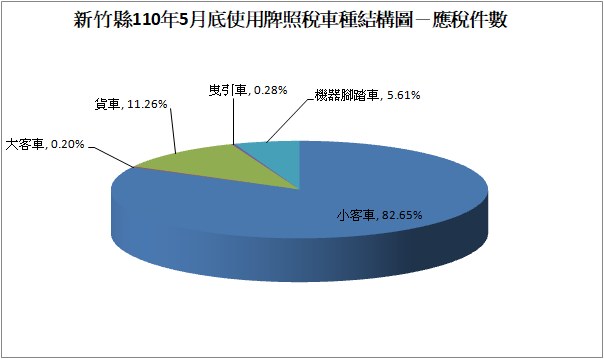 新竹縣110年5月底使用牌照稅車種結構圖－應稅件數
曳引車, 0.28%
機器腳踏車, 5.61%
貨車, 11.26%
大客車, 0.20%
小客車, 82.65%